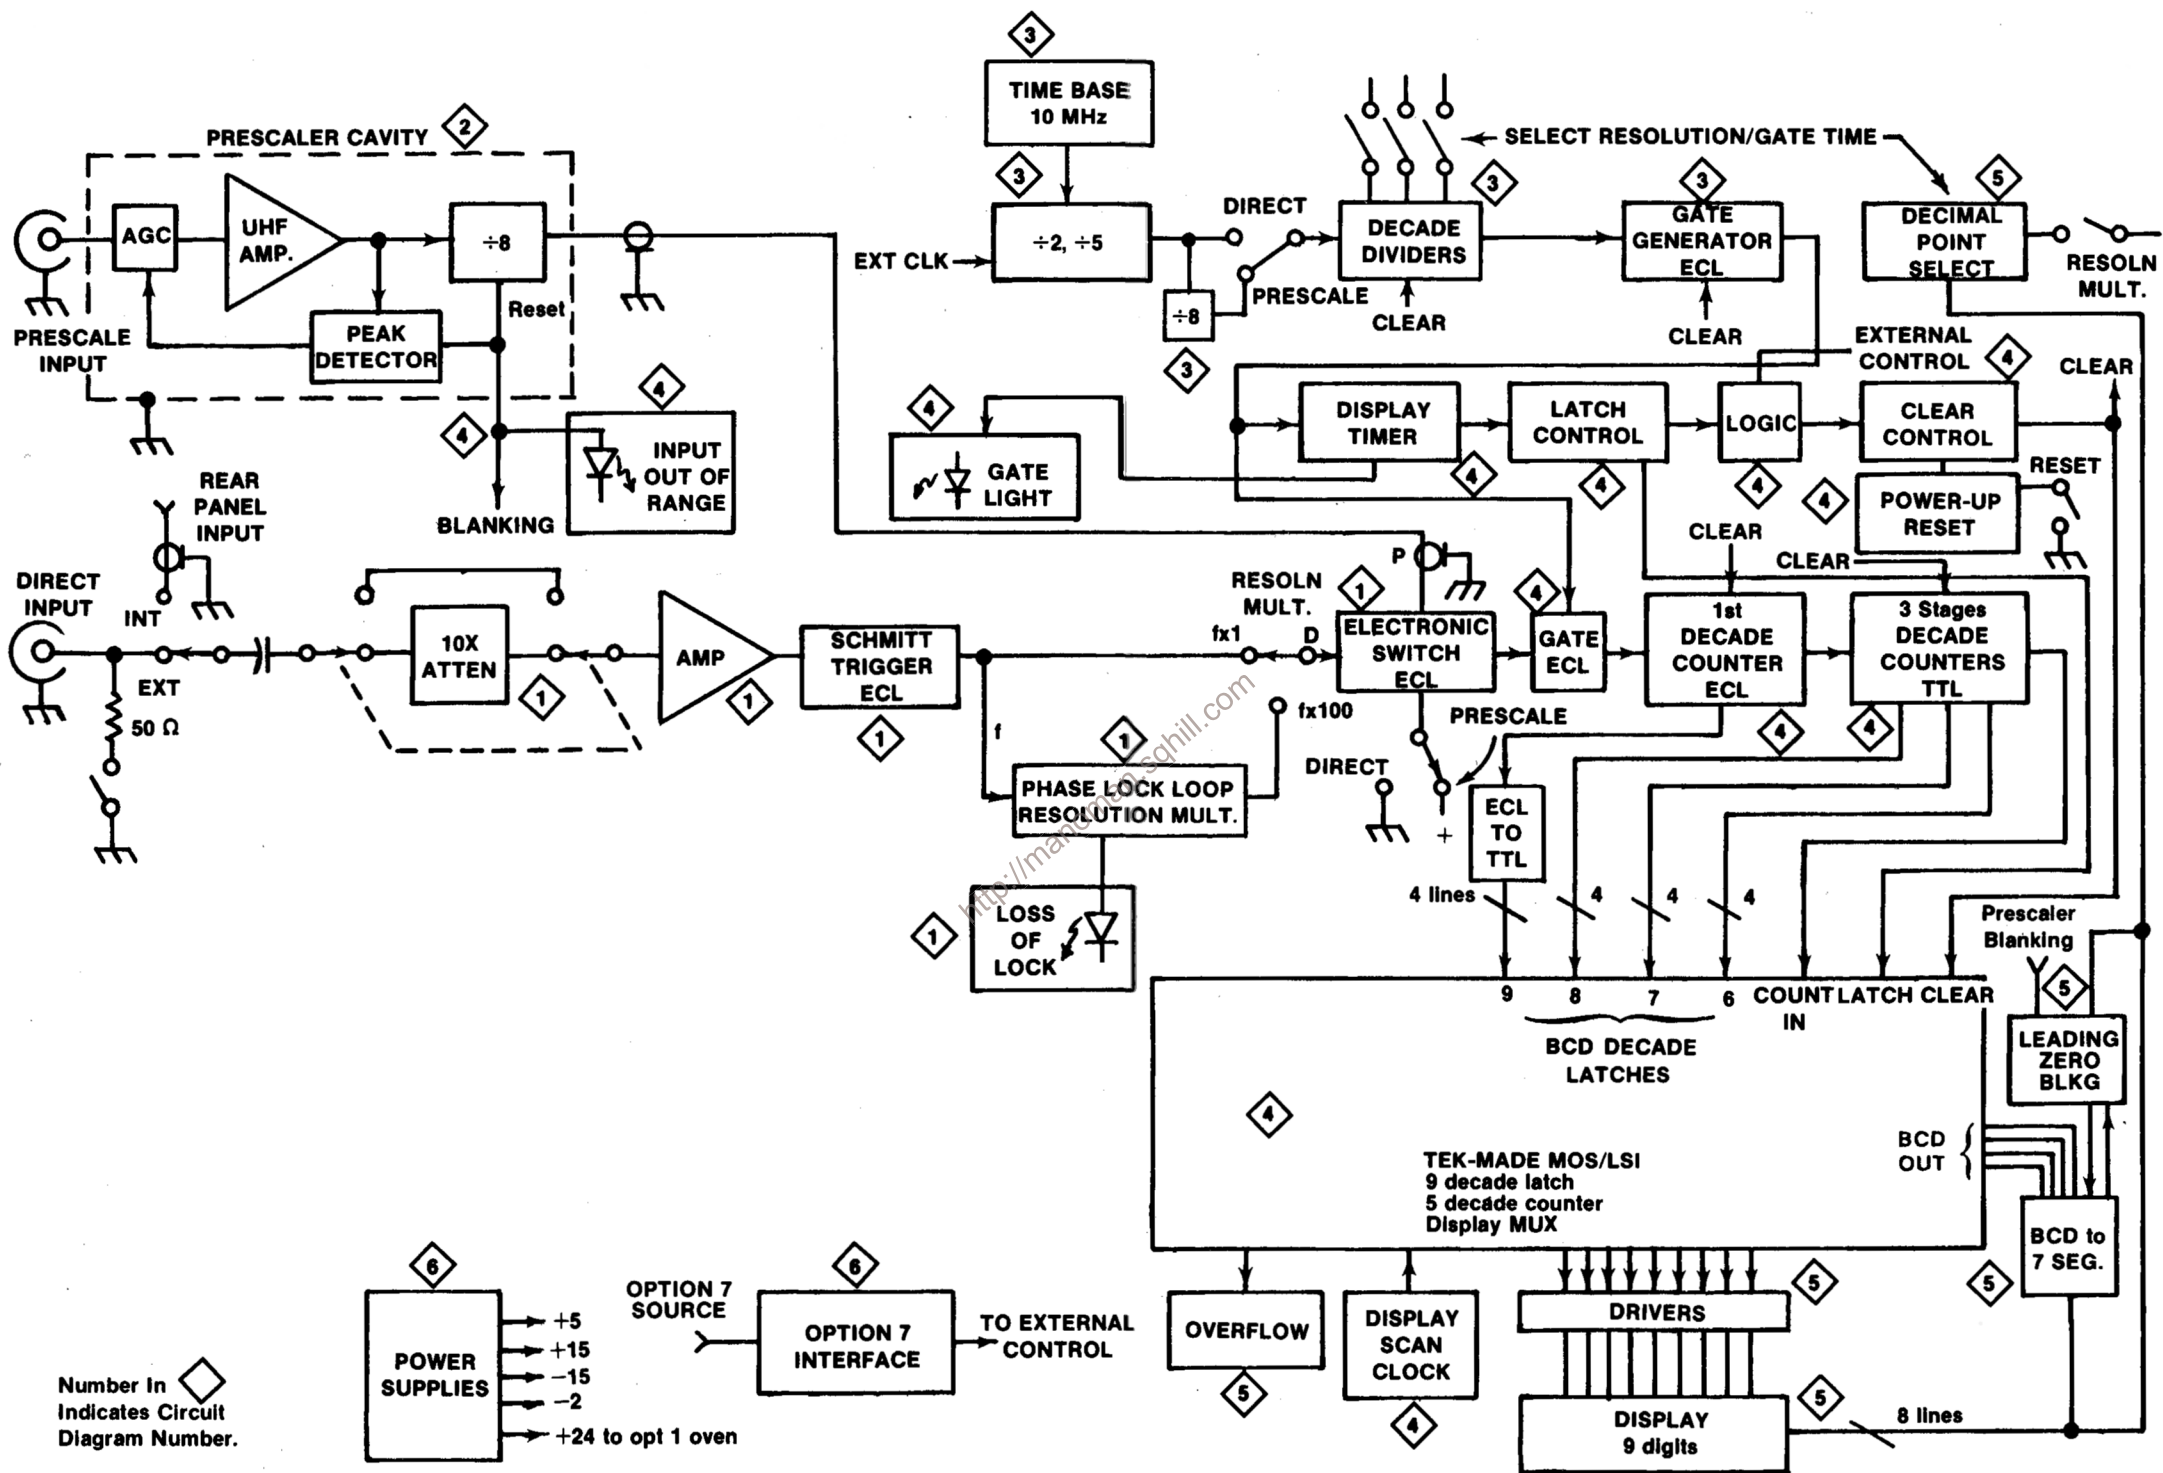 PRESCALER CAVITY
2
AGC
UHF
AMP.
÷8
Reset
PEAK
DETECTOR
PRESCALE
INPUT
4
4
INPUT
OUT OF
RANGE
BLANKING
3
TIME BASE
10 MHz
3
÷2, ÷5
EXT CLK
DIRECT
÷8
PRESCALE
3
SELECT RESOLUTION/GATE TIME
3
DECADE
DIVIDERS
CLEAR
3
GATE
GENERATOR
ECL
CLEAR
5
DECIMAL
POINT
SELECT
RESOLN
MULT.
EXTERNAL
CONTROL
4
CLEAR
4
GATE
LIGHT
DISPLAY
TIMER
4
LATCH
CONTROL
4
LOGIC
4
CLEAR
CONTROL
RESET
4
POWER-UP
RESET
REAR
PANEL
INPUT
DIRECT
INPUT
INT
EXT
50 Ω
10X
ATTEN
1
AMP
1
SCHMITT
TRIGGER
ECL
1
f
RESOLN
MULT.
fx1
D
fx100
P
1
ELECTRONIC
SWITCH
ECL
4
GATE
ECL
CLEAR
CLEAR
1st
DECADE
COUNTER
ECL
4
3 Stages
DECADE
COUNTERS
TTL
4
PRESCALE
DIRECT
+
1
PHASE LOCK LOOP
RESOLUTION MULT.
1
LOSS
OF
LOCK
ECL
TO
TTL
4 lines
4
4
4
Prescaler
Blanking
5
9
8
7
6
COUNT
IN
LATCH
CLEAR
BCD DECADE
LATCHES
LEADING
ZERO
BLKG
4
BCD
OUT
TEK-MADE MOS/LSI
9 decade latch
5 decade counter
Display MUX
BCD to
7 SEG.
5
6
POWER
SUPPLIES
+5
+15
−15
−2
+24 to opt 1 oven
OPTION 7
SOURCE
6
OPTION 7
INTERFACE
TO EXTERNAL
CONTROL
OVERFLOW
5
DISPLAY
SCAN
CLOCK
4
DRIVERS
5
DISPLAY
9 digits
5
8 lines
Number In
Indicates Circuit
Diagram Number.
http://manoman.sqhill.com